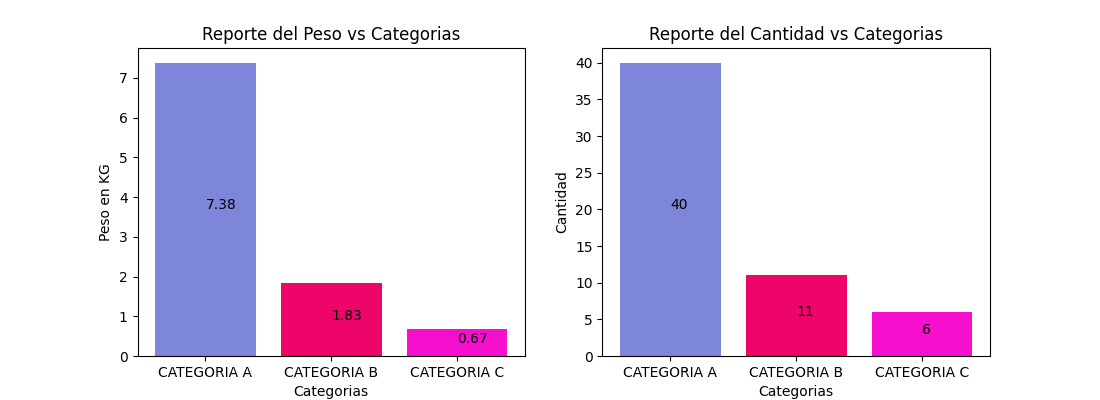 Reporte del Peso vs Categorias
Peso en KG
7
6
5
4
3
2
1
0
7.38
1.83
0.67
CATEGORIA A
CATEGORIA B
CATEGORIA C
Categorias
Reporte del Cantidad vs Categorias
Cantidad
40
35
30
25
20
15
10
5
0
40
11
6
CATEGORIA A
CATEGORIA B
CATEGORIA C
Categorias